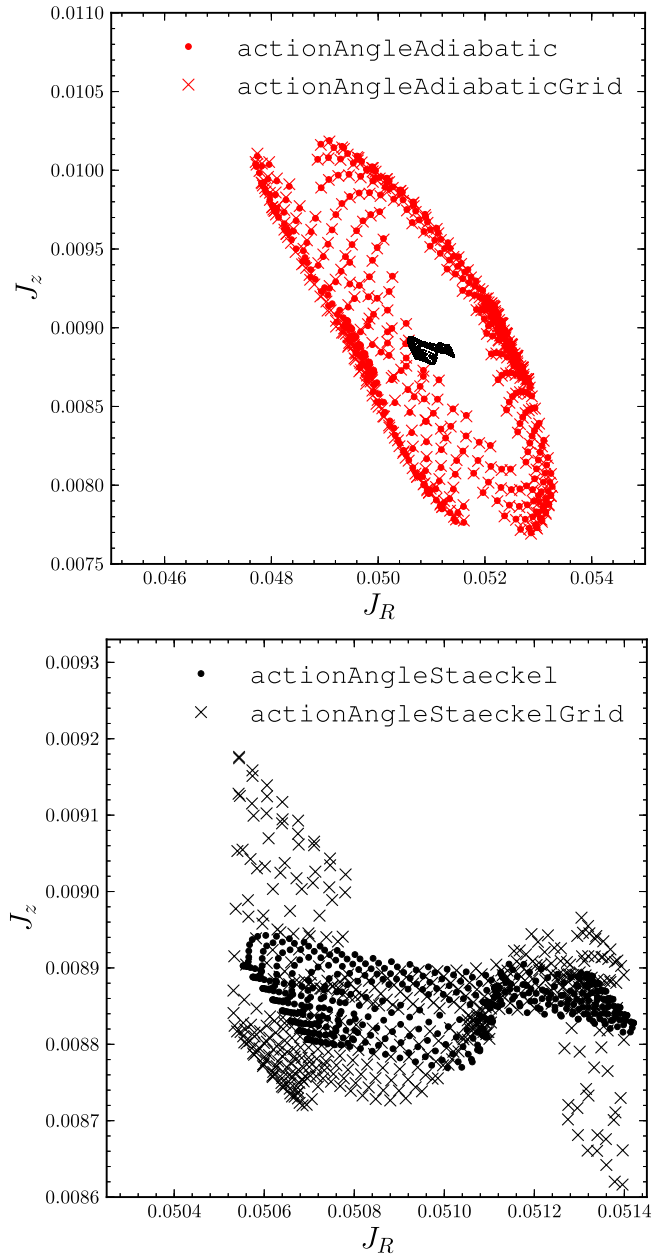 0.0110
actionAngleAdiabatic
0.0105
actionAngleAdiabaticGrid
0.0100
0.0095
J_z
0.0090
0.0085
0.0080
0.0075
0.046 0.048 0.050 0.052 0.054
J_R
0.0093
actionAngleStaeckel
0.0092
actionAngleStaeckelGrid
0.0091
0.0090
J_z
0.0089
0.0088
0.0087
0.0086
0.0504 0.0506 0.0508 0.0510 0.0512 0.0514
J_R